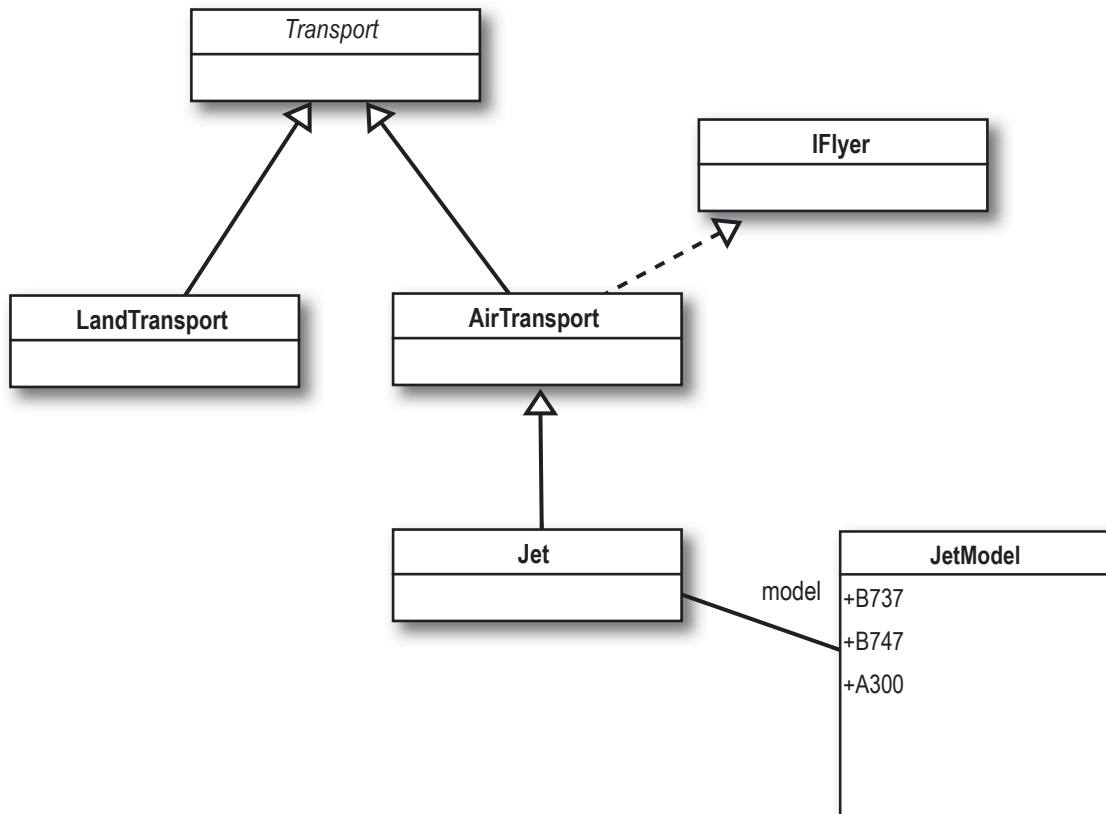 Transport
IFlyer
LandTransport
AirTransport
Jet
model
JetModel
+B737
+B747
+A300